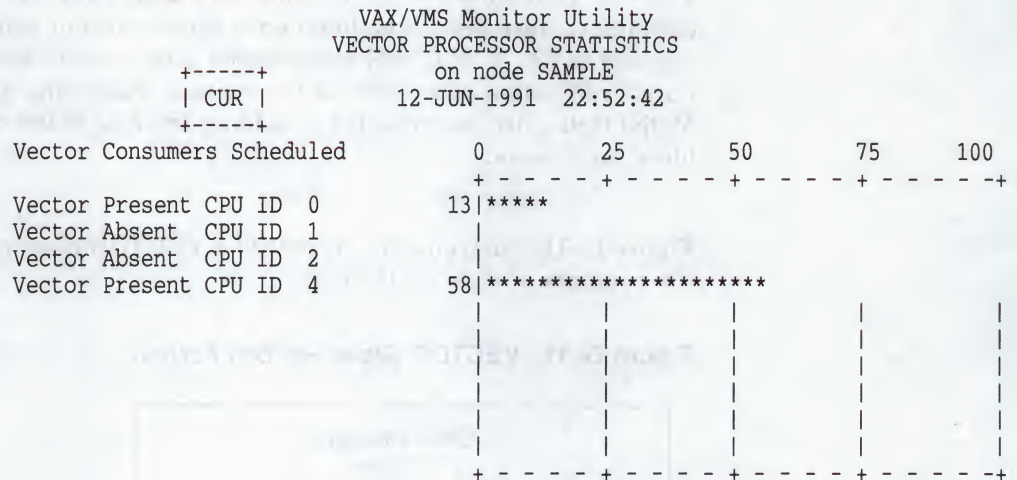 VAX/VMS Monitor Utility
VECTOR PROCESSOR STATISTICS
+-----+ on node SAMPLE
| CUR | 12-JUN-1991 22:52:42
+-----+
Vector Consumers Scheduled 0 25 50 75 100
+ - - - - + - - - - + - - - - + - - - - -+
Vector Present CPU ID 0 13|*****
Vector Absent CPU ID 1 |
Vector Absent CPU ID 2 |
Vector Present CPU ID 4 58|**********************
| | | | |
| | | | |
| | | | |
| | | | |
| | | | |
| | | | |
| | | | |
+ - - - - + - - - - + - - - - + - - - - -+